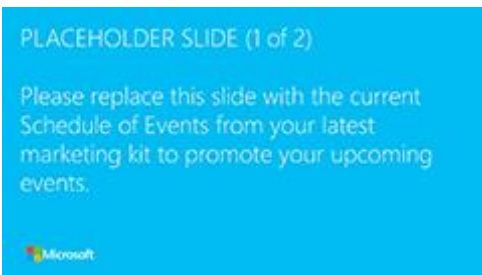 PLACEHOLDER SLIDE (1 of 2)
Please replace this slide with the current
Schedule of Events from your latest
marketing kit to promote your upcoming
events.
Microsoft